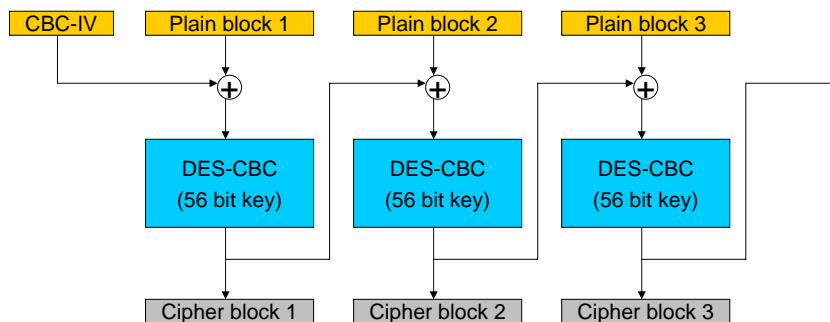 CBC-IV
Plain block 1
Plain block 2
Plain block 3
+
+
+
DES-CBC
(56 bit key)
DES-CBC
(56 bit key)
DES-CBC
(56 bit key)
Cipher block 1
Cipher block 2
Cipher block 3